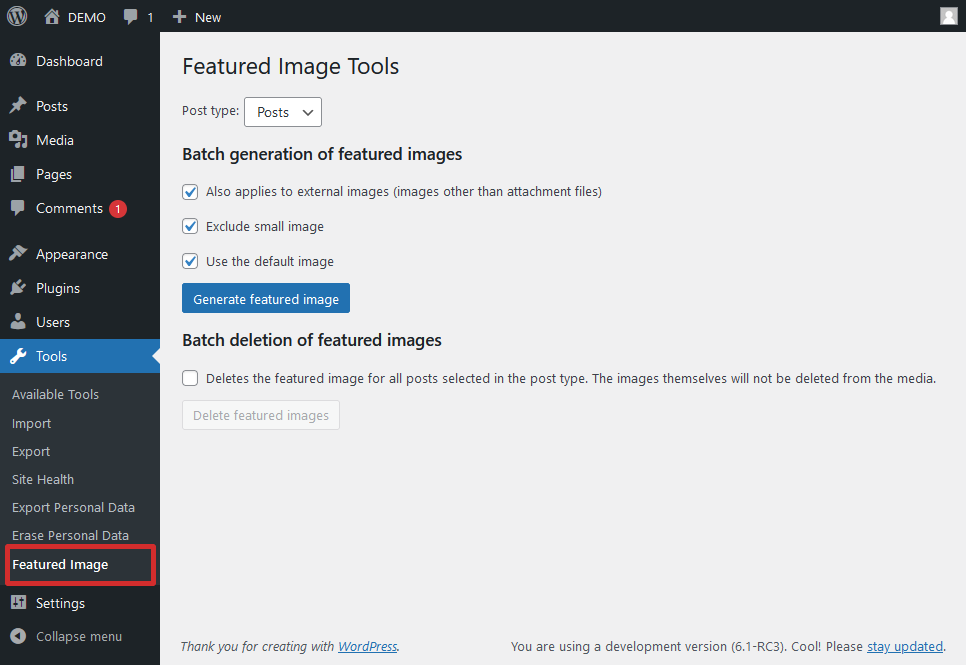 DEMO 1 New
Dashboard
Posts
Media
Pages
Comments 1
Appearance
Plugins
Users
Tools
Available Tools
Import
Export
Site Health
Export Personal Data
Erase Personal Data
Featured Image
Settings
Collapse menu
Featured Image Tools
Post type: Posts
Batch generation of featured images
Also applies to external images (images other than attachment files)
Exclude small image
Use the default image
Generate featured image
Batch deletion of featured images
Deletes the featured image for all posts selected in the post type. The images themselves will not be deleted from the media.
Delete featured images
Thank you for creating with WordPress.
You are using a development version (6.1-RC3). Cool! Please stay updated.